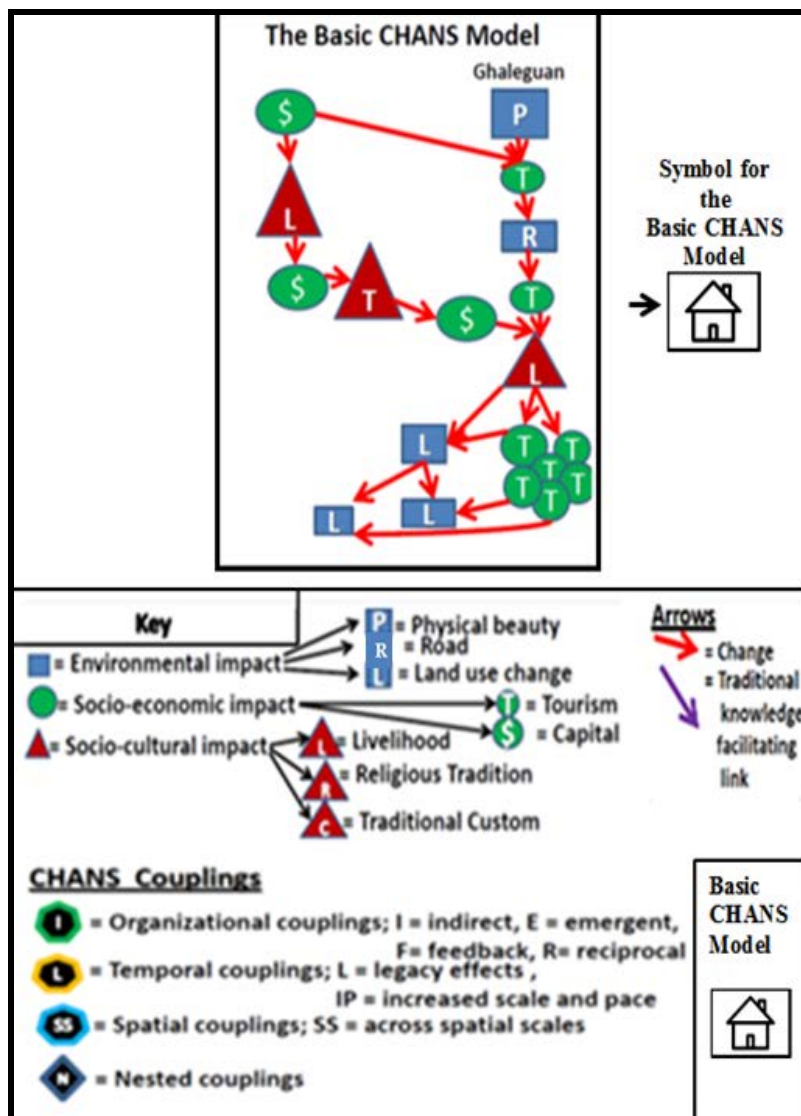 The Basic CHANS Model
Ghaleguan
$
P
T
L
R
$
T
T
$
L
L
T
T
T
T
T
T
L
L
Symbol for
the
Basic CHANS
Model
Key
= Environmental impact
P = Physical beauty
R = Road
L = Land use change
= Socio-economic impact
T = Tourism
$ = Capital
= Socio-cultural impact
L = Livelihood
R = Religious Tradition
C = Traditional Custom
Arrows
= Change
= Traditional
knowledge
facilitating
link
CHANS Couplings
I = Organizational couplings; I = indirect, E = emergent,
F= feedback, R= reciprocal
L = Temporal couplings; L = legacy effects ,
IP = increased scale and pace
SS = Spatial couplings; SS = across spatial scales
N = Nested couplings
Basic
CHANS
Model